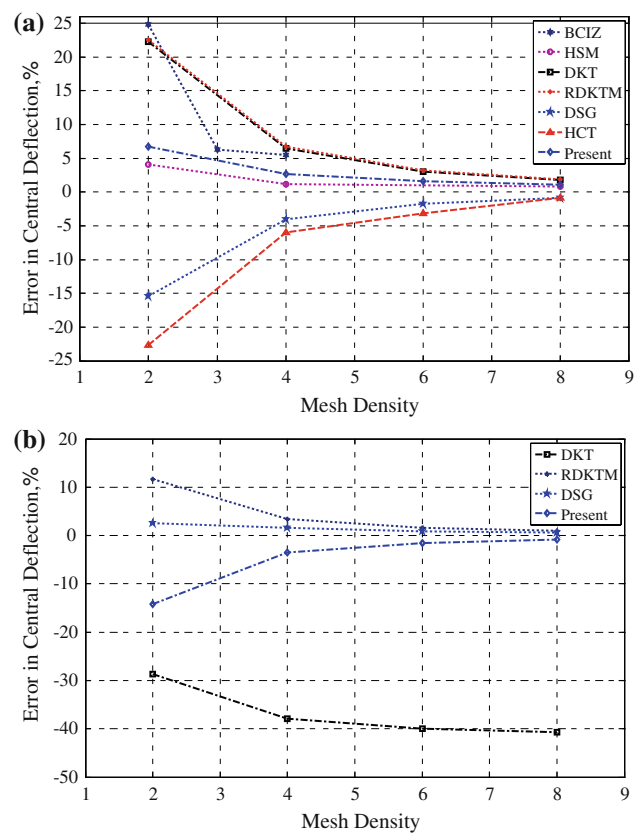 (a)
25
20
15
10
5
0
-5
-10
-15
-20
-25
Error in Central Deflection,%
BCIZ
HSM
DKT
RDKTM
DSG
HCT
Present
1 2 3 4 5 6 7 8 9
Mesh Density
(b)
20
10
0
-10
-20
-30
-40
-50
Error in Central Deflection,%
DKT
RDKTM
DSG
Present
1 2 3 4 5 6 7 8 9
Mesh Density